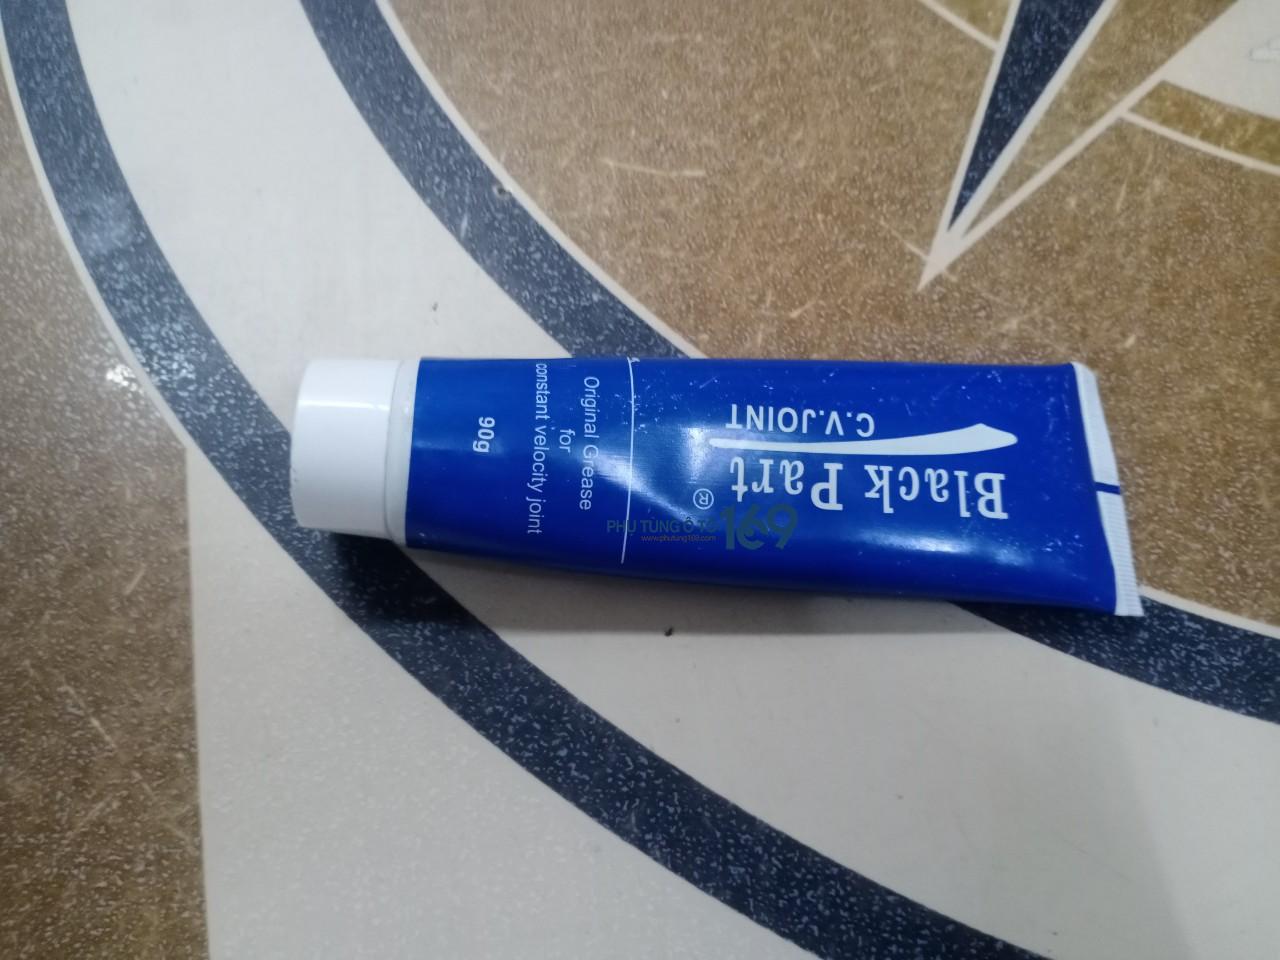 Black Part®
C.V.JOINT
Original Grease
for
constant velocity joint
90g
PHỤ TÙNG Ô TÔ 169
www.phutung169.com